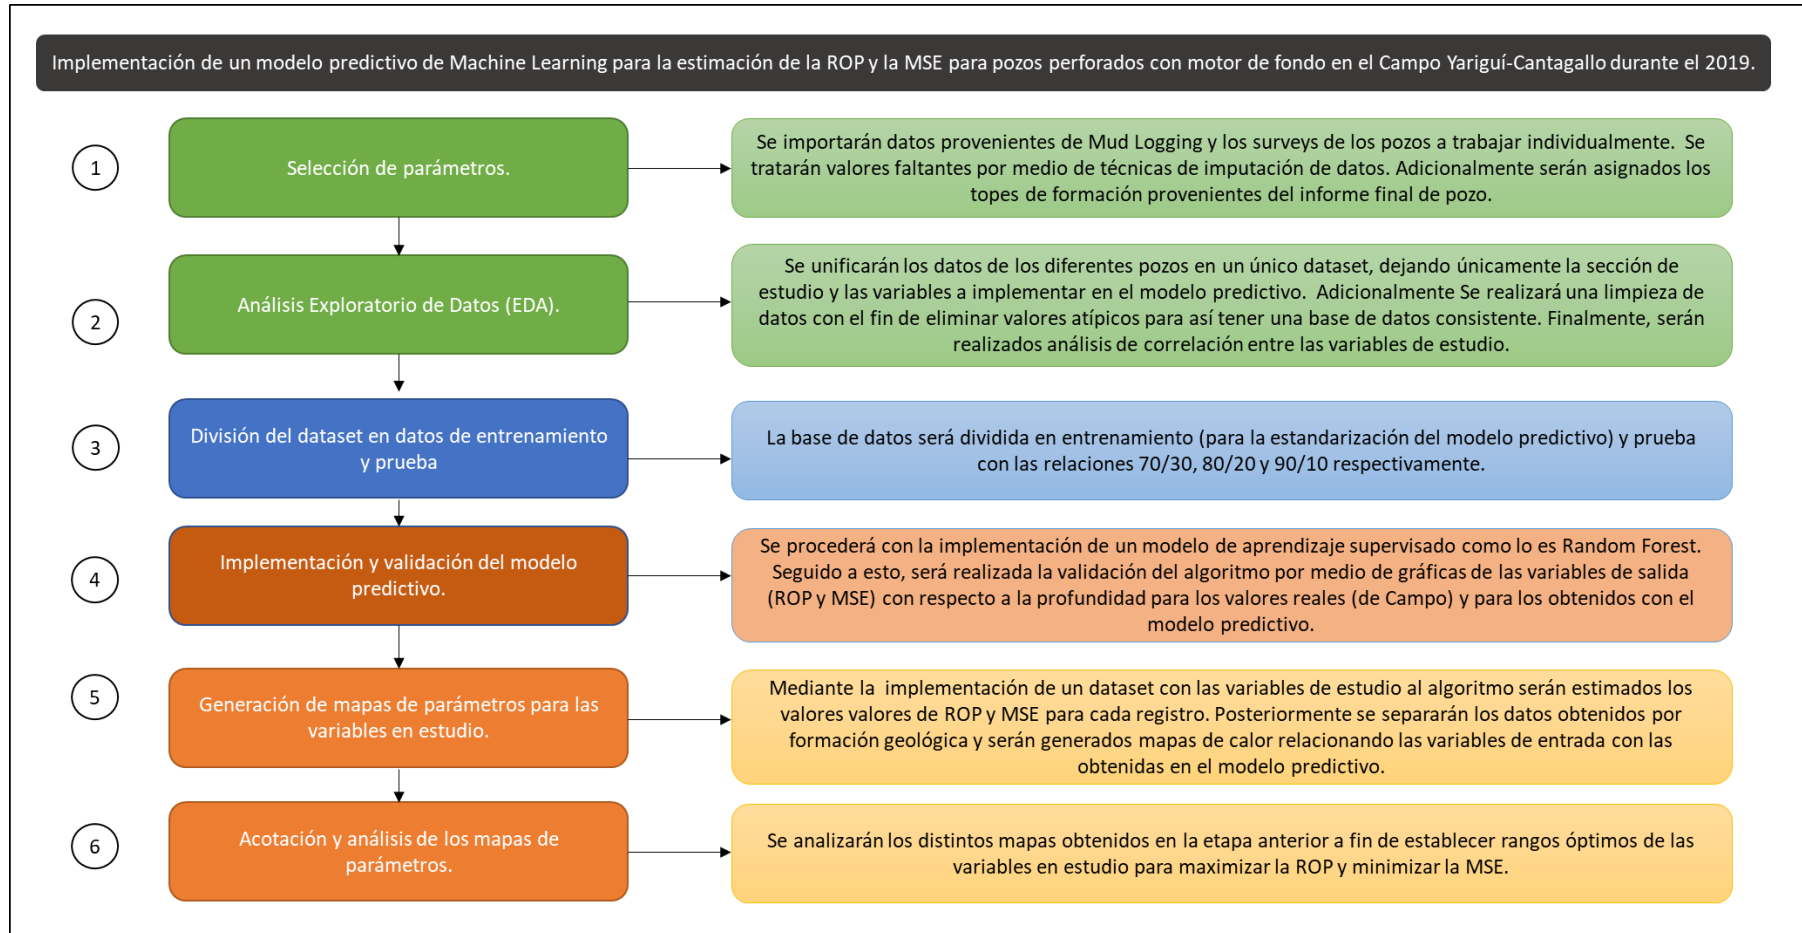 Implementación de un modelo predictivo de Machine Learning para la estimación de la ROP y la MSE para pozos perforados con motor de fondo en el Campo Yariguí-Cantagallo durante el 2019.
1
Selección de parámetros.
Se importarán datos provenientes de Mud Logging y los surveys de los pozos a trabajar individualmente. Se
tratarán valores faltantes por medio de técnicas de imputación de datos. Adicionalmente serán asignados los
topes de formación provenientes del informe final de pozo.
2
Análisis Exploratorio de Datos (EDA).
Se unificarán los datos de los diferentes pozos en un único dataset, dejando únicamente la sección de
estudio y las variables a implementar en el modelo predictivo. Adicionalmente Se realizará una limpieza de
datos con el fin de eliminar valores atípicos para así tener una base de datos consistente. Finalmente, serán
realizados análisis de correlación entre las variables de estudio.
3
División del dataset en datos de entrenamiento
y prueba
La base de datos será dividida en entrenamiento (para la estandarización del modelo predictivo) y prueba
con las relaciones 70/30, 80/20 y 90/10 respectivamente.
4
Implementación y validación del modelo
predictivo.
Se procederá con la implementación de un modelo de aprendizaje supervisado como lo es Random Forest.
Seguido a esto, será realizada la validación del algoritmo por medio de gráficas de las variables de salida
(ROP y MSE) con respecto a la profundidad para los valores reales (de Campo) y para los obtenidos con el
modelo predictivo.
5
Generación de mapas de parámetros para las
variables en estudio.
Mediante la implementación de un dataset con las variables de estudio al algoritmo serán estimados los
valores valores de ROP y MSE para cada registro. Posteriormente se separarán los datos obtenidos por
formación geológica y serán generados mapas de calor relacionando las variables de entrada con las
obtenidas en el modelo predictivo.
6
Acotación y análisis de los mapas de
parámetros.
Se analizarán los distintos mapas obtenidos en la etapa anterior a fin de establecer rangos óptimos de las
variables en estudio para maximizar la ROP y minimizar la MSE.